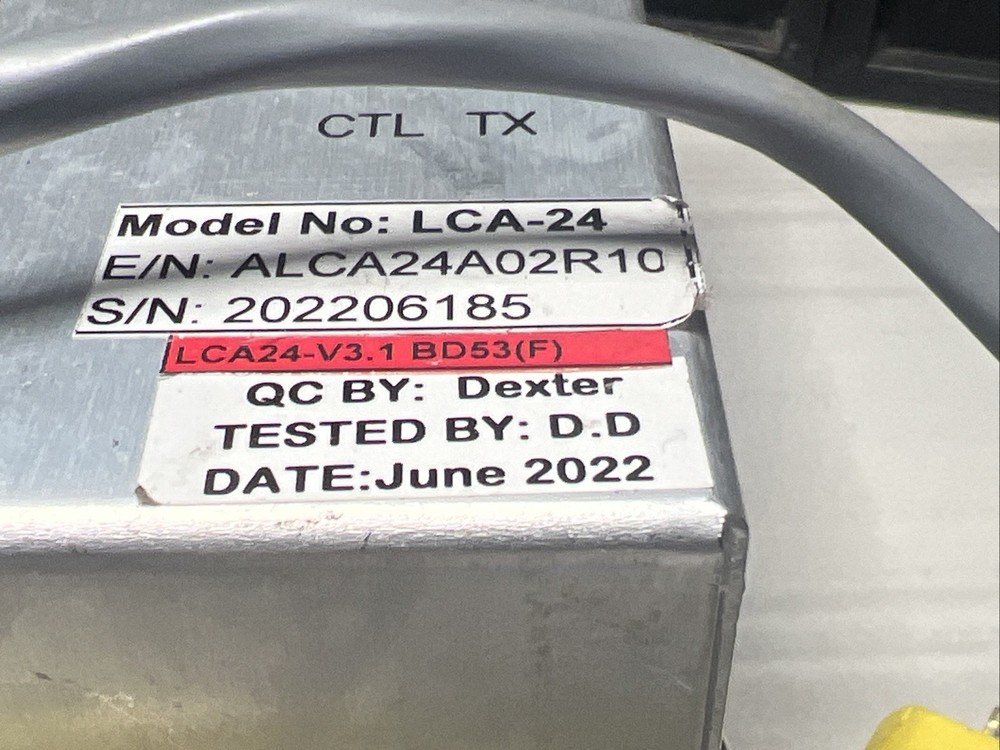 CTL TX
Model No: LCA-24
E/N: ALCA24A02R10
S/N: 202206185
LCA24-V3.1 BD53(F)
QC BY: Dexter
TESTED BY: D.D
DATE:June 2022